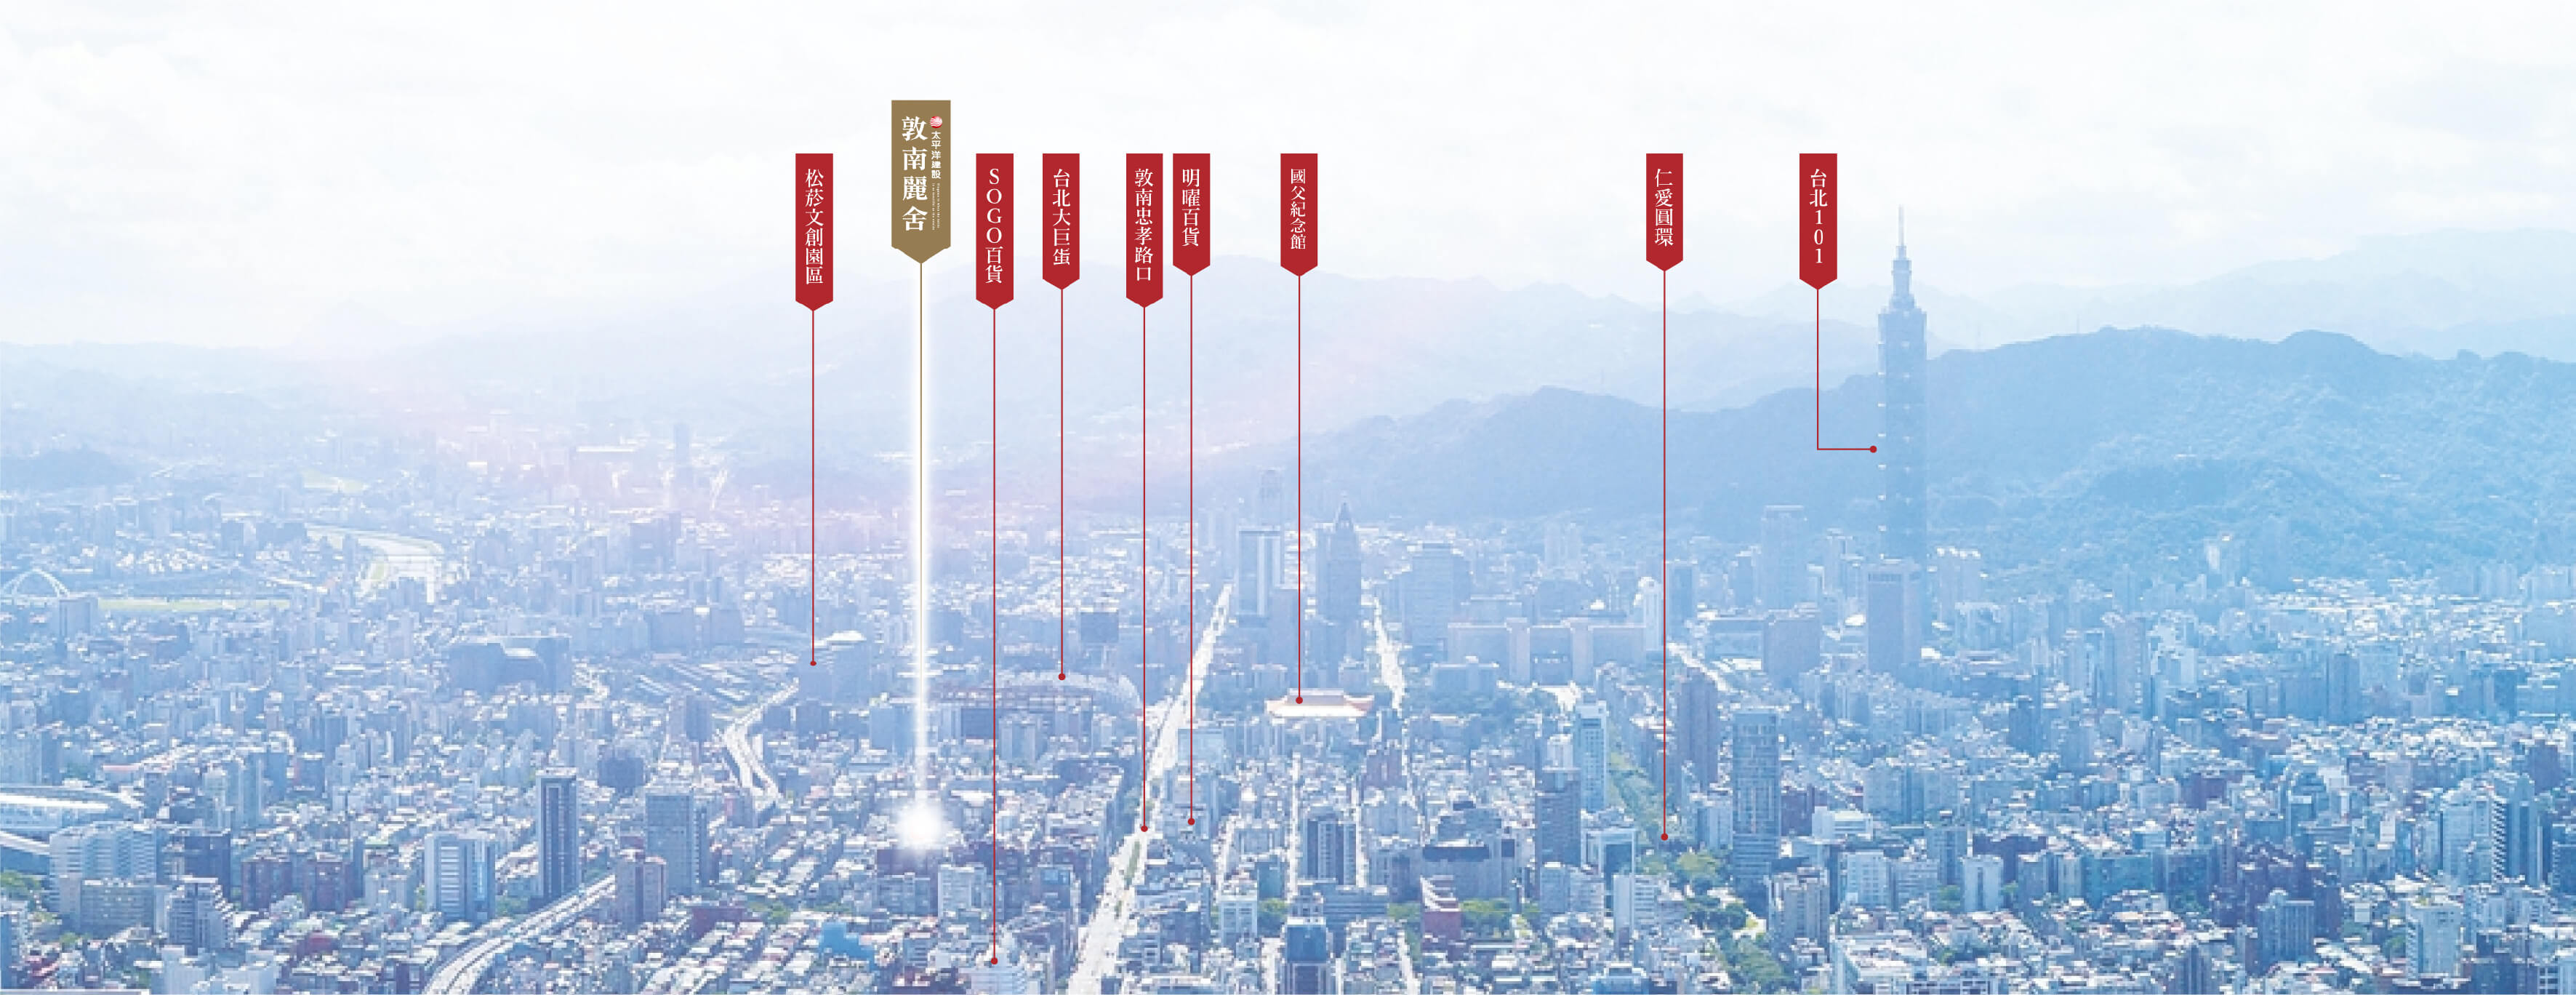 松菸文創園區
太平洋建設
敦南麗舍
SOGO百貨
台北大巨蛋
敦南忠孝路口
明曜百貨
國父紀念館
仁愛圓環
台北101